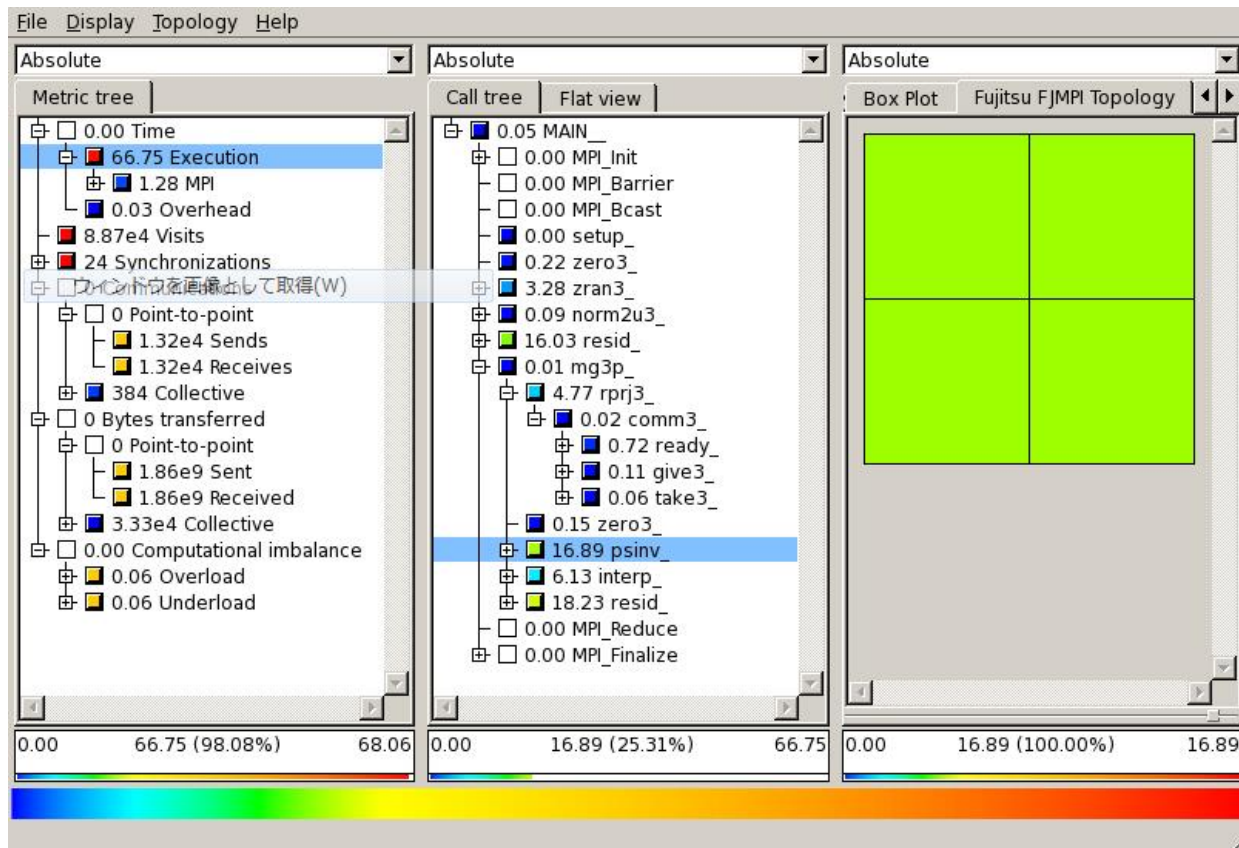 File Display Topology Help
Absolute
Absolute
Absolute
Metric tree
Call tree Flat view
Box Plot Fujitsu FJMPI Topology
0.00 Time
66.75 Execution
1.28 MPI
0.03 Overhead
8.87e4 Visits
24 Synchronizations
0 Communications
ウィンドウを画像として取得(W)
0 Point-to-point
1.32e4 Sends
1.32e4 Receives
384 Collective
0 Bytes transferred
0 Point-to-point
1.86e9 Sent
1.86e9 Received
3.33e4 Collective
0.00 Computational imbalance
0.06 Overload
0.06 Underload
0.05 MAIN__
0.00 MPI_Init
0.00 MPI_Barrier
0.00 MPI_Bcast
0.00 setup_
0.22 zero3_
3.28 zran3_
0.09 norm2u3_
16.03 resid_
0.01 mg3p_
4.77 rprj3_
0.02 comm3_
0.72 ready_
0.11 give3_
0.06 take3_
0.15 zero3_
16.89 psinv_
6.13 interp_
18.23 resid_
0.00 MPI_Reduce
0.00 MPI_Finalize
0.00 66.75 (98.08%) 68.06
0.00 16.89 (25.31%) 66.75
0.00 16.89 (100.00%) 16.89